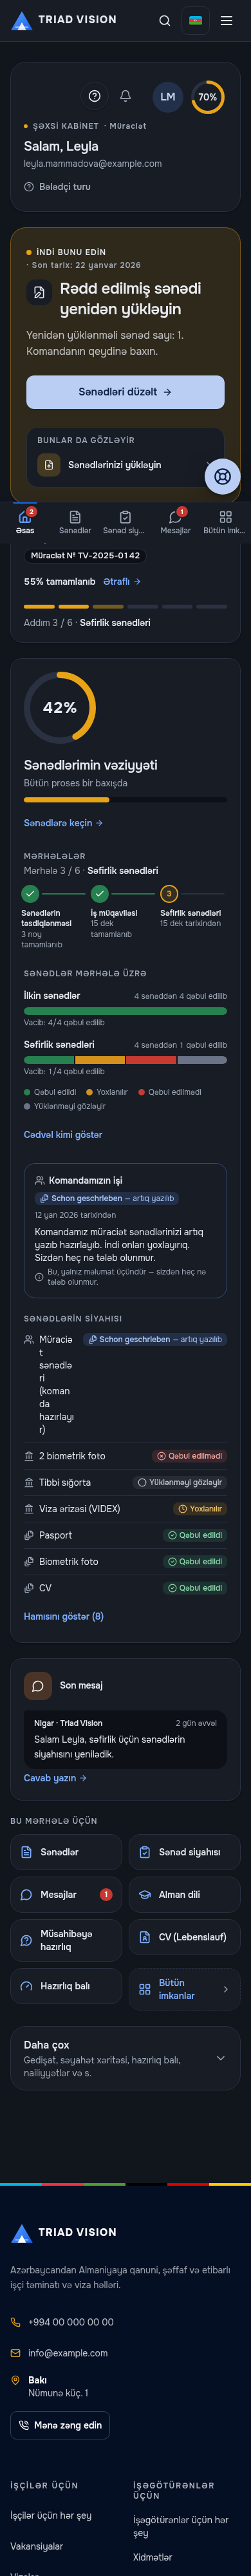 TRIAD VISION
LM
70%
ŞƏXSİ KABİNET · Müraciət
Salam, Leyla
leyla.mammadova@example.com
Bələdçi turu
İNDİ BUNU EDİN
· Son tarix: 22 yanvar 2026
Rədd edilmiş sənədi yenidən yükləyin
Yenidən yüklənməli sənəd sayı: 1.
Komandanın qeydinə baxın.
Sənədləri düzəlt →
BUNLAR DA GÖZLƏYİR
Sənədlərinizi yükləyin
2
Əsas
Sənədlər
Sənəd siy...
1
Mesajlar
Bütün imk...
Müraciət № TV-2025-0142
55% tamamlanıb Ətraflı →
Addım 3 / 6 · Səfirlik sənədləri
42%
Sənədlərimin vəziyyəti
Bütün proses bir baxışda
Sənədlərə keçin →
MƏRHƏLƏLƏR
Mərhələ 3 / 6 · Səfirlik sənədləri
3
Sənədlərin təsdiqlənməsi
3 noy tamamlanıb
İş müqaviləsi
15 dek tamamlanıb
Səfirlik sənədləri
15 dek tarixindən
SƏNƏDLƏR MƏRHƏLƏ ÜZRƏ
İlkin sənədlər 4 sənəddən 4 qəbul edilib
Vacib: 4/4 qəbul edilib
Səfirlik sənədləri 4 sənəddən 1 qəbul edilib
Vacib: 1/4 qəbul edilib
Qəbul edildi Yoxlanılır Qəbul edilmədi
Yüklənməyi gözləyir
Cədvəl kimi göstər
Komandamızın işi
Schon geschrieben — artıq yazılıb
12 yan 2026 tarixindən
Komandamız müraciət sənədlərinizi artıq
yazıb hazırlayıb. İndi onları yoxlayırıq.
Sizdən heç nə tələb olunmur.
Bu, yalnız məlumat üçündür — sizdən heç nə
tələb olunmur.
SƏNƏDLƏRİN SİYAHISI
Müraciət sənədləri (komanda hazırlayır) Schon geschrieben — artıq yazılıb
2 biometrik foto Qəbul edilmədi
Tibbi sığorta Yüklənməyi gözləyir
Viza ərizəsi (VIDEX) Yoxlanılır
Pasport Qəbul edildi
Biometrik foto Qəbul edildi
CV Qəbul edildi
Hamısını göstər (8)
Son mesaj
Nigar · Triad Vision 2 gün əvvəl
Salam Leyla, səfirlik üçün sənədlərin
siyahısını yenilədik.
Cavab yazın →
BU MƏRHƏLƏ ÜÇÜN
Sənədlər
Sənəd siyahısı
Mesajlar 1
Alman dili
Müsahibəyə hazırlıq
CV (Lebenslauf)
Hazırlıq balı
Bütün imkanlar
Daha çox
Gedişat, səyahət xəritəsi, hazırlıq balı,
nailiyyətlər və s.
TRIAD VISION
Azərbaycandan Almaniyaya qanuni, şəffaf və etibarlı
işçi təminatı və viza həlləri.
+994 00 000 00 00
info@example.com
Bakı
Nümunə küç. 1
Mənə zəng edin
İŞÇİLƏR ÜÇÜN
İşçilər üçün hər şey
Vakansiyalar
İŞƏGÖTÜRƏNLƏR ÜÇÜN
İşəgötürənlər üçün hər şey
Xidmətlər